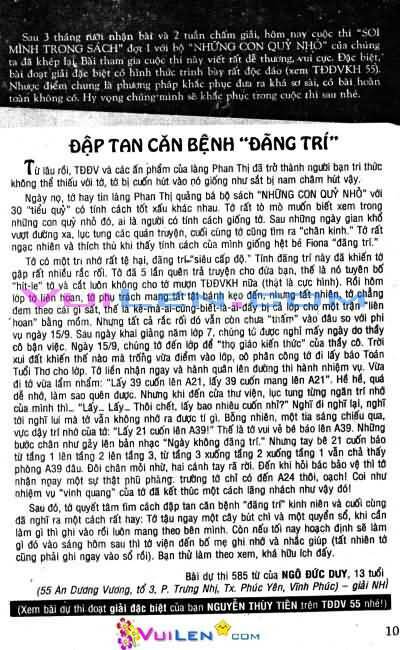 Sau 3 tháng rưỡi nhận bài và 2 tuần chấm giải, hôm nay cuộc thi "SOI
MÌNH TRONG SÁCH" đợt I với bộ "NHỮNG CON QUỶ NHỎ" của chúng
ta đã khép lại. Bài tham gia cuộc thi này viết rất dễ thương, vui cực. Đặc biệt,
bài đoạt giải đặc biệt có hình thức trình bày rất độc đáo (xem TĐĐVKH 55).
Nhược điểm chung là phương pháp khắc phục đưa ra khá sơ sài, có bài hoàn
toàn không có. Hy vọng chúng mình sẽ khắc phục trong cuộc thi sau nhé.
ĐẬP TAN CĂN BỆNH "ĐÃNG TRÍ"
Từ lâu rồi, TĐĐV và các ấn phẩm của làng Phan Thị đã trở thành người bạn tri thức
không thể thiếu với tớ, tớ bị cuốn hút vào nó giống như sắt bị nam châm hút vậy.
Ngày nọ, tớ hay tin làng Phan Thị quảng bá bộ sách "NHỮNG CON QUỶ NHỎ" với
30 "tiểu quỷ" có tính cách tốt xấu khác nhau. Tớ rất tò mò muốn biết xem trong
những con quỷ nhỏ đó, ai là người có tính cách giống tớ. Sau những ngày gian khổ
vượt đường xa, lục tung các quán truyện, cuối cùng tớ cũng tìm ra "chân kinh." Tớ rất
ngạc nhiên và thích thú khi thấy tính cách của mình giống hệt bé Fiona "đãng trí."
Tớ có một trí nhớ rất tệ hại, đãng trí "siêu cấp độ." Tính đãng trí này đã khiến tớ
gặp rất nhiều rắc rối. Tớ đã 5 lần quên trả truyện cho đứa bạn, thế là nó tuyên bố
"hít-le" tớ và cắt luôn vụ cho tớ mượn TĐĐVKH nữa (thật là cực hình). Rồi hôm
lớp tớ liên hoan, tớ có trách mang tất cả bánh kẹo đến nhưng tất nhiên, tớ chẳng
đem theo cái gì sất, thế là kẻ-mà-ai-cũng-biết-là-ai-đấy bị cả lớp cho một trận "liên
hoan" bằng mồm. Nhưng tất cả rắc rối đó vẫn còn chưa "thấm" vào đâu so với phi
vụ ngày 15/9. Sau ngày khai giảng năm lớp 7, chúng tớ được nghỉ mấy ngày do thầy
cô bận việc. Ngày 15/9, chúng tớ đến lớp để "thọ giáo kiến thức" của thầy cô. Trời
xui đất khiến thế nào mà trống vừa điểm vào lớp, cô phân công tớ đi lấy báo Toán
Tuổi Thơ cho lớp. Tớ liền nhận ngay và hành quân lên đường thi hành nhiệm vụ. Vừa
đi tớ vừa lẩm nhẩm: "Lấy 39 cuốn lên A21, lấy 39 cuốn mang lên A21". Hề hề, quá
dễ nhớ, làm sao quên được. Nhưng khi đến cửa thư viện, lục tung từng ngăn trí nhớ
của mình thì... "Lấy... Lấy... Thôi chết, lấy bao nhiêu cuốn nhỉ?" Nghĩ đi nghĩ lại, nghĩ
tới nghĩ lui mà tớ vẫn không nhớ ra được tí gì. Bỗng nhiên, một tia sáng chiếu qua,
vực dậy trí nhớ của tớ: "Lấy 21 cuốn lên A39!" Thế là tớ vui vẻ bê báo lên A39. Những
bước chân như gảy lên bản nhạc "Ngày không đãng trí." Nhưng tay bê 21 cuốn báo
từ tầng 1 lên tầng 2 lên tầng 3, từ tầng 3 xuống tầng 2 xuống tầng 1 vẫn chả thấy
phòng A39 đâu. Đôi chân mỏi nhừ, hai cánh tay rã rời. Đến khi hỏi bác bảo vệ thì tớ
nhận ngay một sự thật phũ phàng: trường tớ chỉ có đến A24 thôi, oạch! Coi như
nhiệm vụ "vinh quang" của tớ đã kết thúc một cách lãng nhách như vậy đó!
Sau đó, tớ quyết tâm tìm cách đập tan căn bệnh "đãng trí" kinh niên và cuối cùng
đã nghĩ ra một cách rất hay: Tớ tậu ngay một cây bút chì và một quyển sổ, khi cần
làm gì thì ghi vào rồi luôn mang theo bên mình. Còn nếu tối nay hoạch định sẽ làm
gì đó vào sáng hôm sau thì tớ viện đến bố mẹ ghi nhớ và nhắc giúp (tất nhiên tớ
cũng phải ghi ngay vào sổ rồi). Bạn thử làm theo xem, khá hữu ích đấy.
Bài dự thi 585 từ của NGÔ ĐỨC DUY, 13 tuổi
(55 An Dương Vương, tổ 3, P. Trưng Nhị, Tx. Phúc Yên, Vĩnh Phúc) – giải NHÌ
(Xem bài dự thi đoạt giải đặc biệt của bạn NGUYỄN THÙY TIÊN trên TĐĐV 55 nhé!)
10
VUILEN.COM
VUILEN.COM